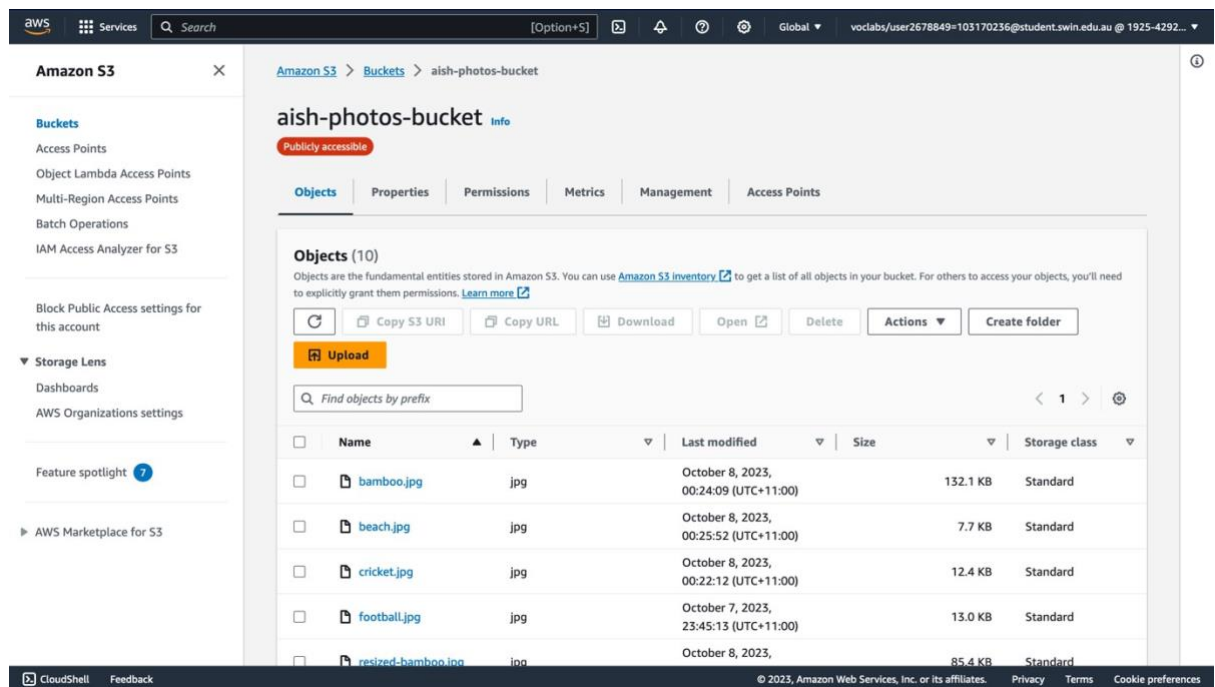 aws Services Search [Option+S] Global ▼ voclabs/user2678849=103170236@student.swin.edu.au @ 1925-4292... ▼
Amazon S3
Buckets
Access Points
Object Lambda Access Points
Multi-Region Access Points
Batch Operations
IAM Access Analyzer for S3
Block Public Access settings for
this account
▼ Storage Lens
Dashboards
AWS Organizations settings
Feature spotlight 7
▶ AWS Marketplace for S3
Amazon S3 > Buckets > aish-photos-bucket
aish-photos-bucket Info
Publicly accessible
Objects Properties Permissions Metrics Management Access Points
Objects (10)
Objects are the fundamental entities stored in Amazon S3. You can use Amazon S3 inventory to get a list of all objects in your bucket. For others to access your objects, you'll need
to explicitly grant them permissions. Learn more
Copy S3 URI Copy URL Download Open Delete Actions ▼ Create folder
Upload
Find objects by prefix < 1 >
Name ▲ Type Last modified Size Storage class
bamboo.jpg jpg October 8, 2023, 132.1 KB Standard
00:24:09 (UTC+11:00)
beach.jpg jpg October 8, 2023, 7.7 KB Standard
00:25:52 (UTC+11:00)
cricket.jpg jpg October 8, 2023, 12.4 KB Standard
00:22:12 (UTC+11:00)
football.jpg jpg October 7, 2023, 13.0 KB Standard
23:45:13 (UTC+11:00)
resized-bamboo.jpg jpg October 8, 2023, 85.4 KB Standard
CloudShell Feedback © 2023, Amazon Web Services, Inc. or its affiliates. Privacy Terms Cookie preferences